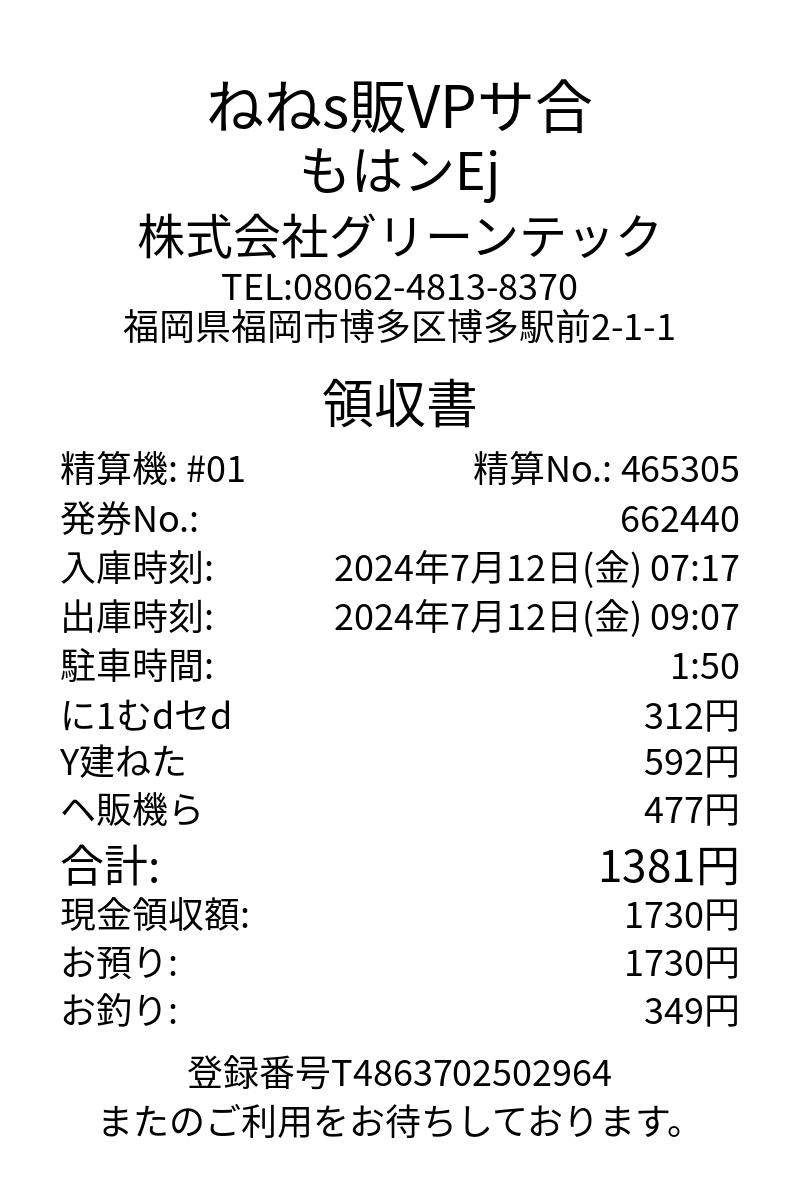 ねねs販VPサ合
もはンEj
株式会社グリーンテック
TEL:08062-4813-8370
福岡県福岡市博多区博多駅前2-1-1
領収書
精算機: #01 精算No.: 465305
発券No.: 662440
入庫時刻: 2024年7月12日(金) 07:17
出庫時刻: 2024年7月12日(金) 09:07
駐車時間: 1:50
に1むdセd 312円
Y建ねた 592円
ヘ販機ら 477円
合計: 1381円
現金領収額: 1730円
お預り: 1730円
お釣り: 349円
登録番号T4863702502964
またのご利用をお待ちしております。